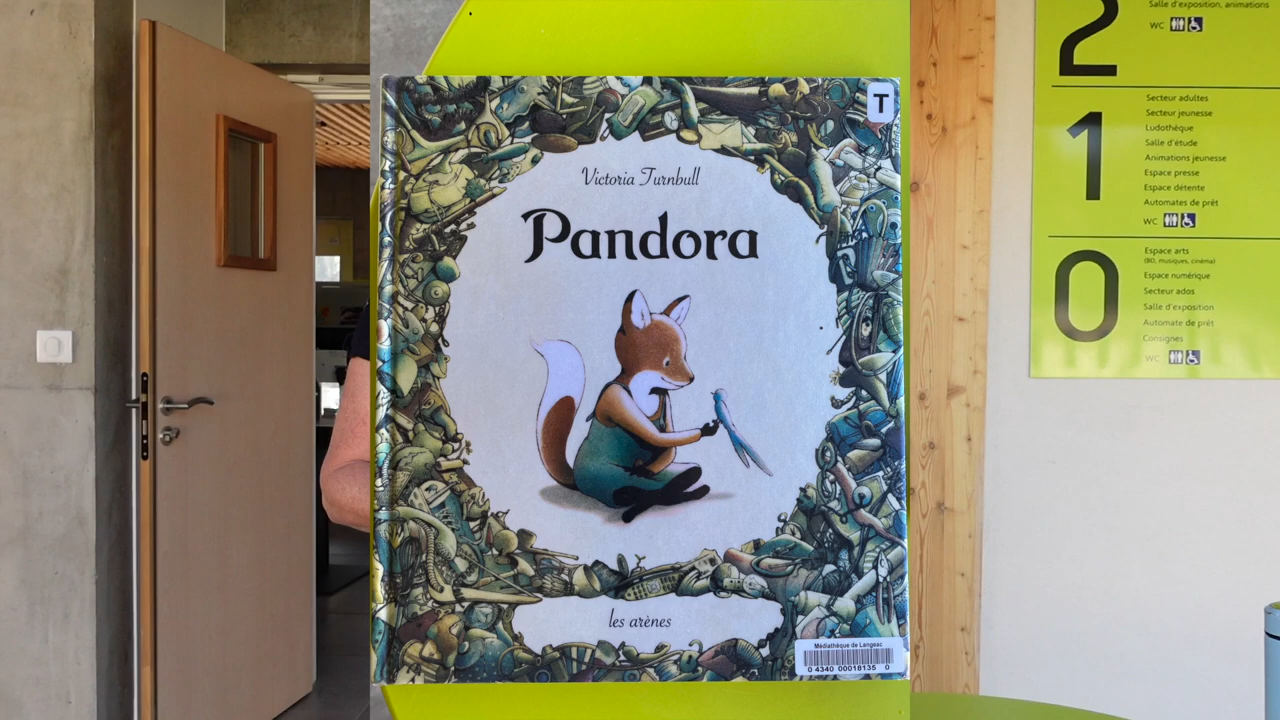 T
Victoria Turnbull
Pandora
les arènes
Médiathèque de Langeac
0 4340 00018135 0
2
Salle d'exposition, animations
WC
1
Secteur adultes
Secteur jeunesse
Ludothèque
Salle d'étude
Animations jeunesse
Espace presse
Espace détente
Automates de prêt
WC
0
Espace arts
(BD, musiques, cinéma)
Espace numérique
Secteur ados
Salle d'exposition
Automate de prêt
Consignes
WC